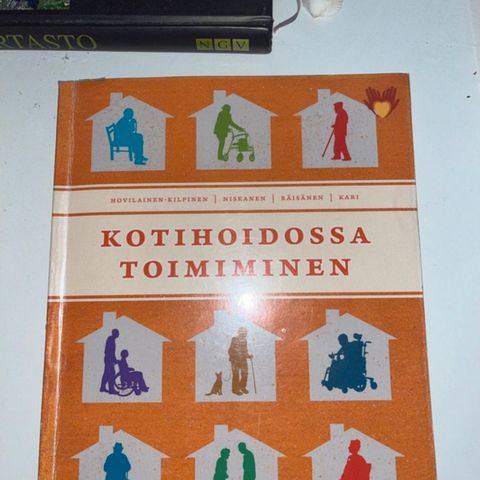 RTASTO NGV
HOVILAINEN-KILPINEN | NISKANEN | RÄISÄNEN | KARI
KOTIHOIDOSSA
TOIMIMINEN